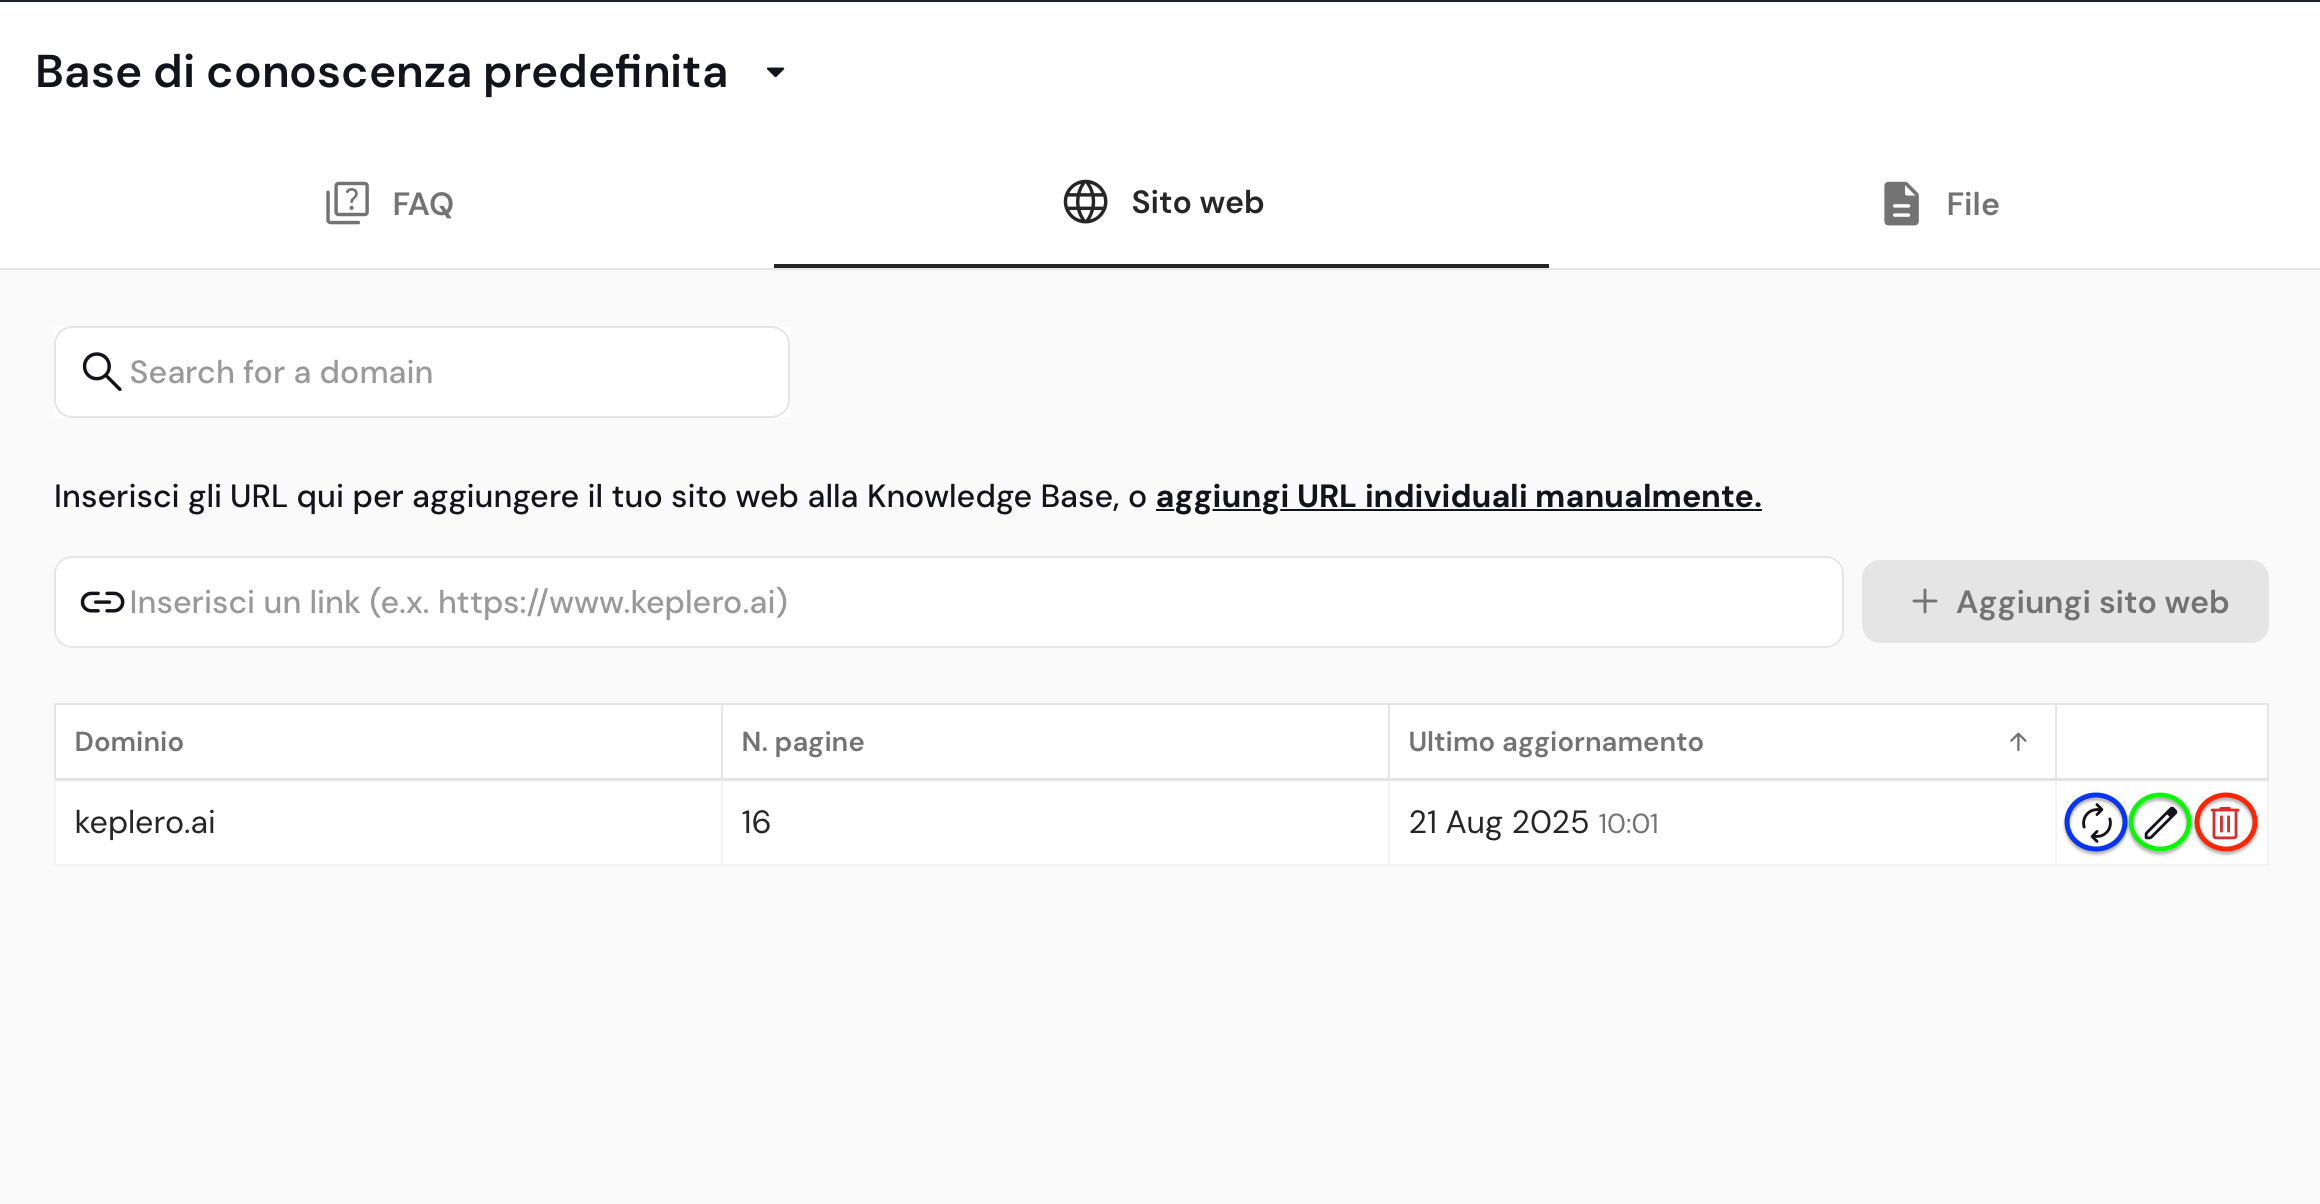 Base di conoscenza predefinita
FAQ
Sito web
File
Search for a domain
Inserisci gli URL qui per aggiungere il tuo sito web alla Knowledge Base, o aggiungi URL individuali manualmente.
Inserisci un link (e.x. https://www.keplero.ai)
Aggiungi sito web
Dominio N. pagine Ultimo aggiornamento
keplero.ai 16 21 Aug 2025 10:01